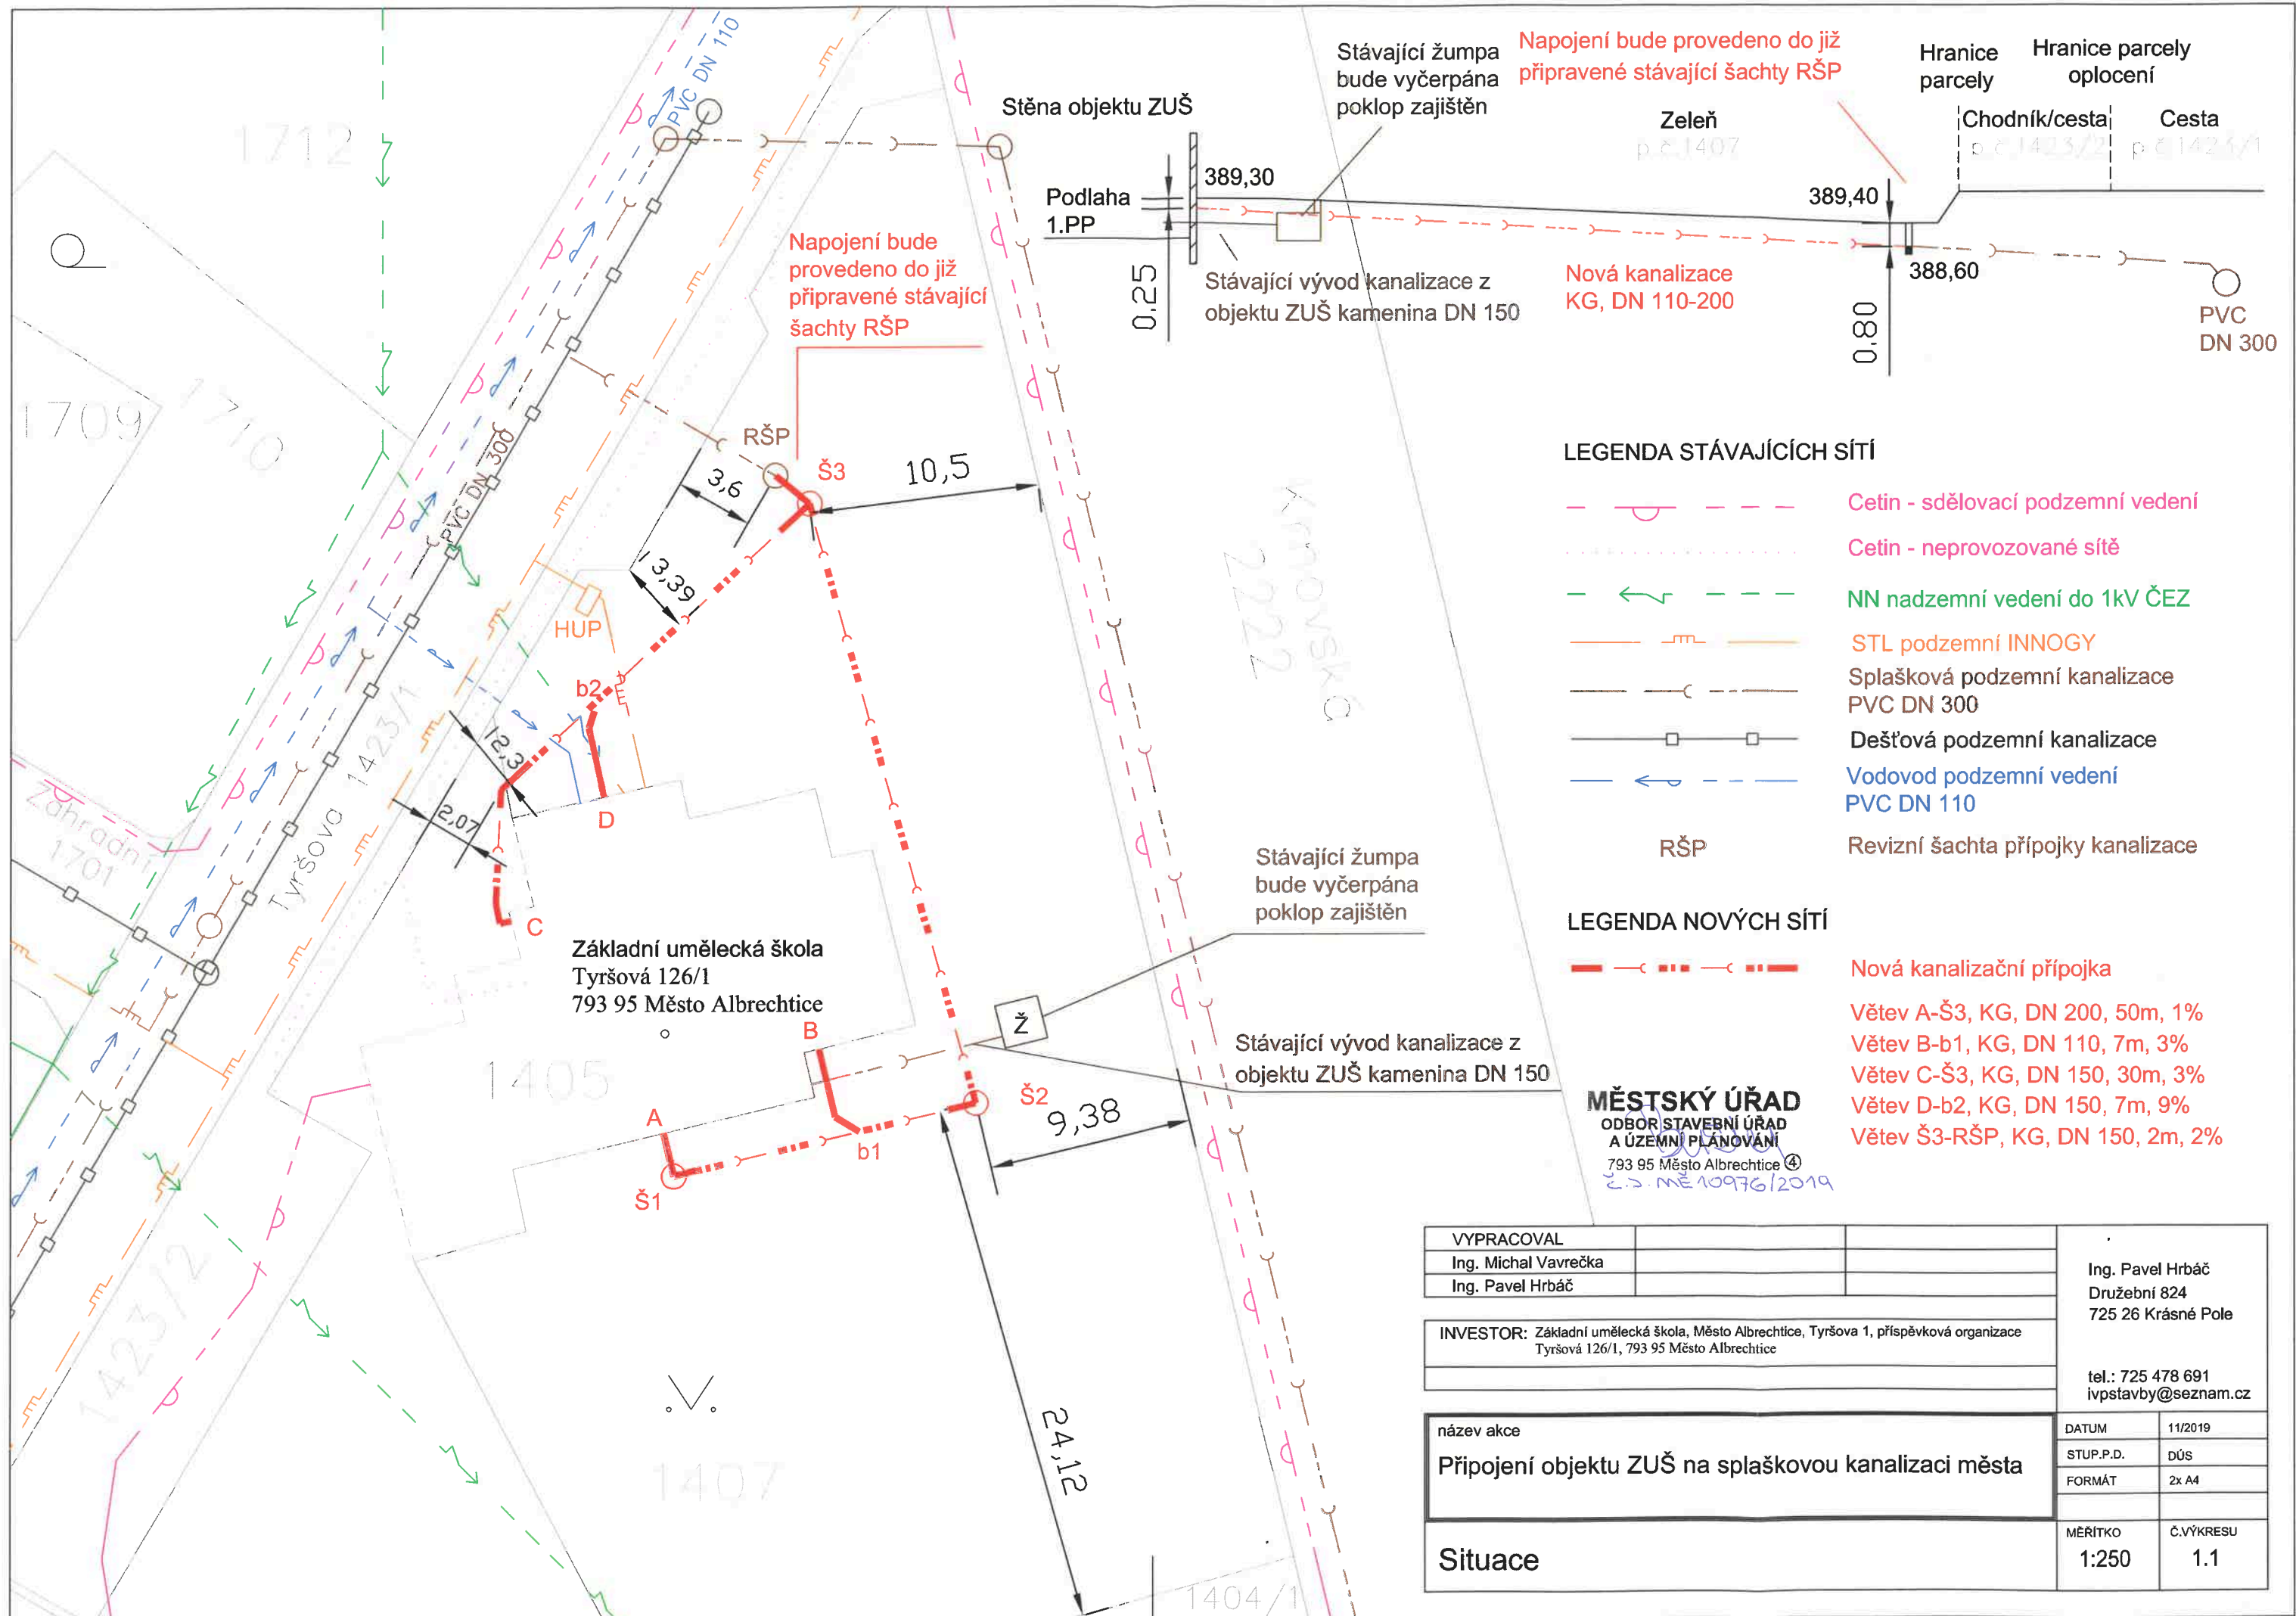 Stěna objektu ZUŠ
Stávající žumpa
bude vyčerpána
poklop zajištěn
Napojení bude provedeno do již
připravené stávající šachty RŠP
Hranice
parcely
Hranice parcely
oplocení
Zeleň
p.č.1407
Chodník/cesta
p.č.1423/2
Cesta
p.č.1423/1
Podlaha
1.PP
389,30
0.25
Stávající vývod kanalizace z
objektu ZUŠ kamenina DN 150
Nová kanalizace
KG, DN 110-200
389,40
388,60
0.80
PVC
DN 300
1712
PVC DN 110
1709
1710
PVC DN 300
Napojení bude
provedeno do již
připravené stávající
šachty RŠP
RŠP
Š3
3,6
10,5
13,39
HUP
b2
12,3
2,07
D
C
Zahradní
1701
Tyršova 1423/1
Krnovská
2222
Základní umělecká škola
Tyršová 126/1
793 95 Město Albrechtice
1405
Stávající žumpa
bude vyčerpána
poklop zajištěn
Ž
B
Stávající vývod kanalizace z
objektu ZUŠ kamenina DN 150
Š2
A
b1
Š1
9,38
24,12
1423/2
1407
1404/1
LEGENDA STÁVAJÍCÍCH SÍTÍ
Cetin - sdělovací podzemní vedení
Cetin - neprovozované sítě
NN nadzemní vedení do 1kV ČEZ
STL podzemní INNOGY
Splašková podzemní kanalizace
PVC DN 300
Dešťová podzemní kanalizace
Vodovod podzemní vedení
PVC DN 110
RŠP Revizní šachta přípojky kanalizace
LEGENDA NOVÝCH SÍTÍ
Nová kanalizační přípojka
Větev A-Š3, KG, DN 200, 50m, 1%
Větev B-b1, KG, DN 110, 7m, 3%
Větev C-Š3, KG, DN 150, 30m, 3%
Větev D-b2, KG, DN 150, 7m, 9%
Větev Š3-RŠP, KG, DN 150, 2m, 2%
MĚSTSKÝ ÚŘAD
ODBOR STAVEBNÍ ÚŘAD
A ÚZEMNÍ PLÁNOVÁNÍ
793 95 Město Albrechtice ④
č.j. MĚ 10976/2019
VYPRACOVAL
Ing. Michal Vavrečka
Ing. Pavel Hrbáč
INVESTOR: Základní umělecká škola, Město Albrechtice, Tyršova 1, příspěvková organizace
Tyršová 126/1, 793 95 Město Albrechtice
Ing. Pavel Hrbáč
Družební 824
725 26 Krásné Pole
tel.: 725 478 691
ivpstavby@seznam.cz
název akce
Připojení objektu ZUŠ na splaškovou kanalizaci města
DATUM 11/2019
STUP.P.D. DÚS
FORMÁT 2x A4
Situace
MĚŘÍTKO
1:250
Č.VÝKRESU
1.1